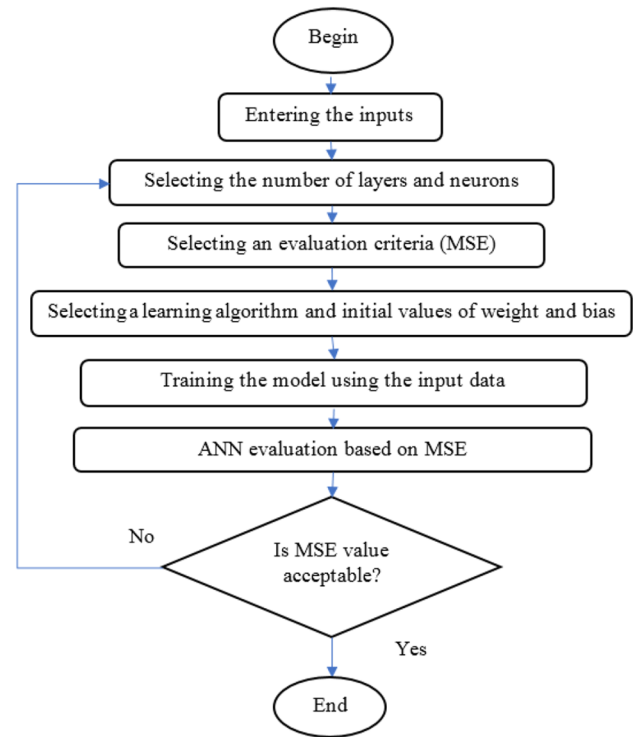 Begin
Entering the inputs
Selecting the number of layers and neurons
Selecting an evaluation criteria (MSE)
Selecting a learning algorithm and initial values of weight and bias
Training the model using the input data
ANN evaluation based on MSE
No
Is MSE value
acceptable?
Yes
End